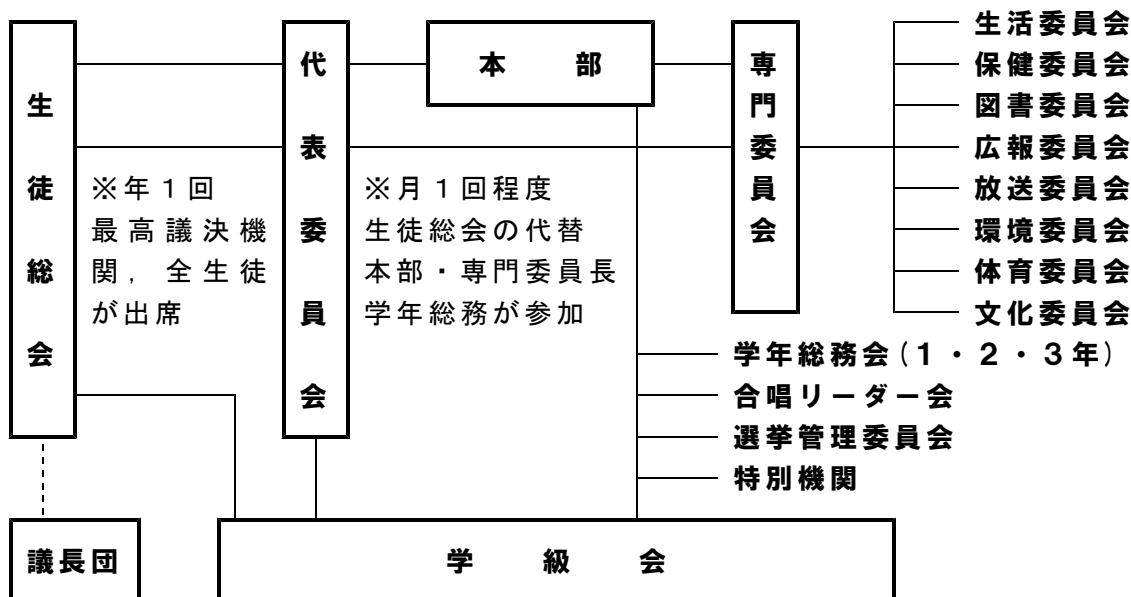 生徒総会
※年１回
最高議決機
関，全生徒
が出席
代表委員会
※月１回程度
生徒総会の代替
本部・専門委員長
学年総務が参加
本部
専門委員会
生活委員会
保健委員会
図書委員会
広報委員会
放送委員会
環境委員会
体育委員会
文化委員会
学年総務会(１・２・３年)
合唱リーダー会
選挙管理委員会
特別機関
議長団
学級会